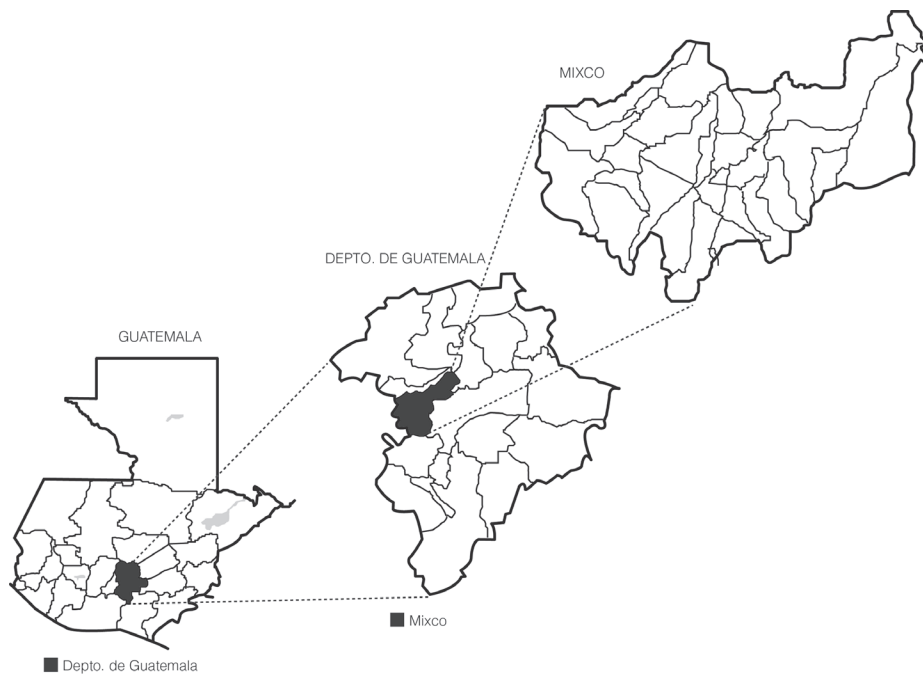 MIXCO
DEPTO. DE GUATEMALA
GUATEMALA
Mixco
Depto. de Guatemala